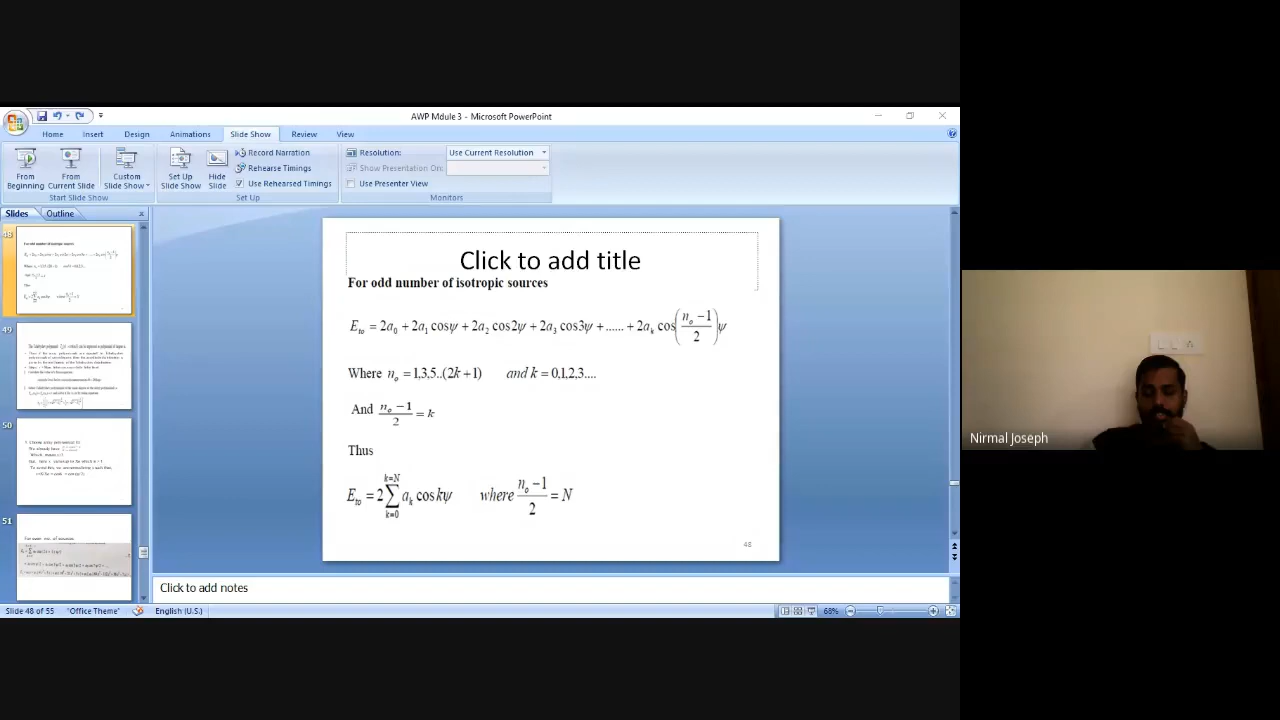 AWP Mdule 3 - Microsoft PowerPoint
Home Insert Design Animations Slide Show Review View
From Beginning
From Current Slide
Custom Slide Show
Start Slide Show
Set Up Slide Show
Hide Slide
Record Narration
Rehearse Timings
Use Rehearsed Timings
Set Up
Resolution: Use Current Resolution
Show Presentation On:
Use Presenter View
Monitors
Slides Outline
48
49
50
51
Click to add title
For odd number of isotropic sources
E_to = 2a_0 + 2a_1 cosψ + 2a_2 cos2ψ + 2a_3 cos3ψ + ...... + 2a_k cos((n_o −1)/2)ψ
Where n_o = 1,3,5..(2k+1) and k = 0,1,2,3....
And (n_o −1)/2 = k
Thus
E_to = 2 ∑_{k=0}^{k=N} a_k cos kψ where (n_o −1)/2 = N
48
Click to add notes
Slide 48 of 55 "Office Theme" English (U.S.) 68%
Nirmal Joseph